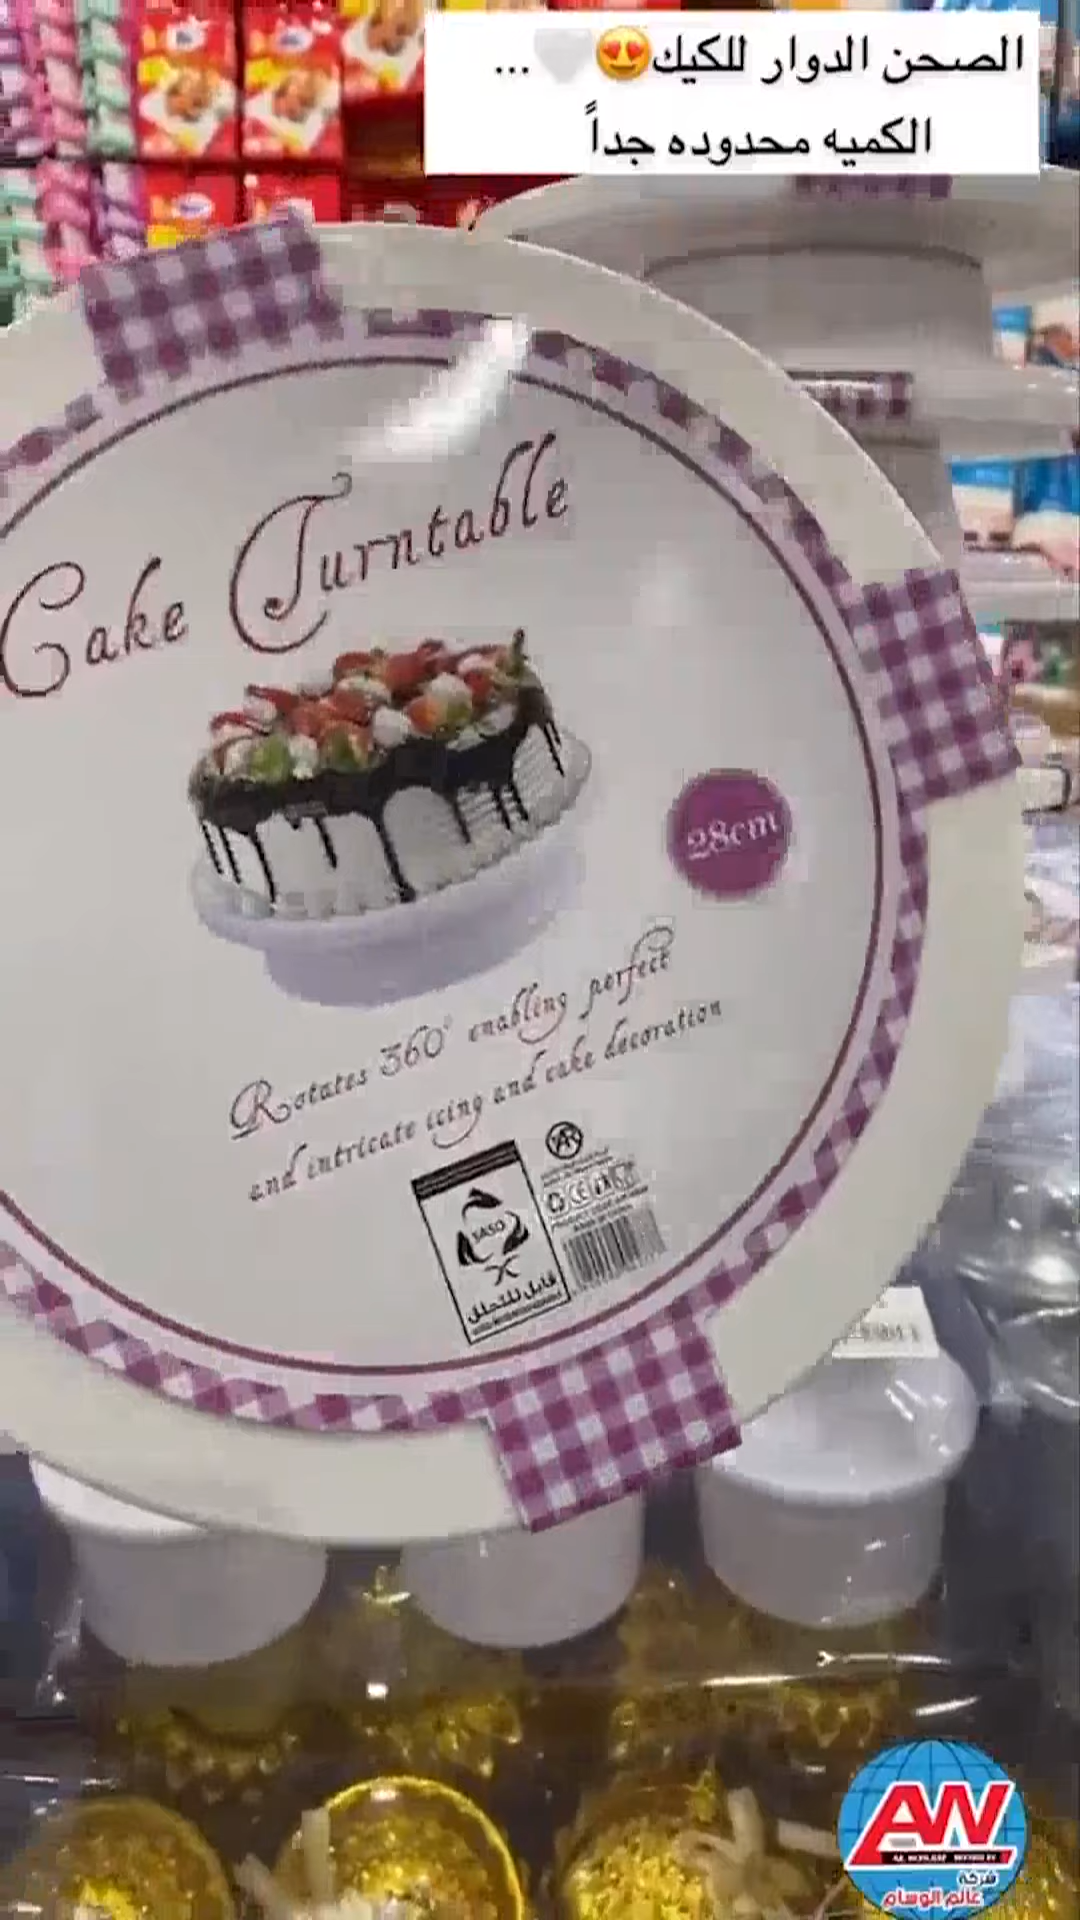 الصحن الدوار للكيك😍🤍...
الكميه محدوده جداً
Cake Turntable
28cm
Rotates 360° enabling perfect
and intricate icing and cake decoration
SASO
قابل للتحلل
AW
شركة
عالم الوسام